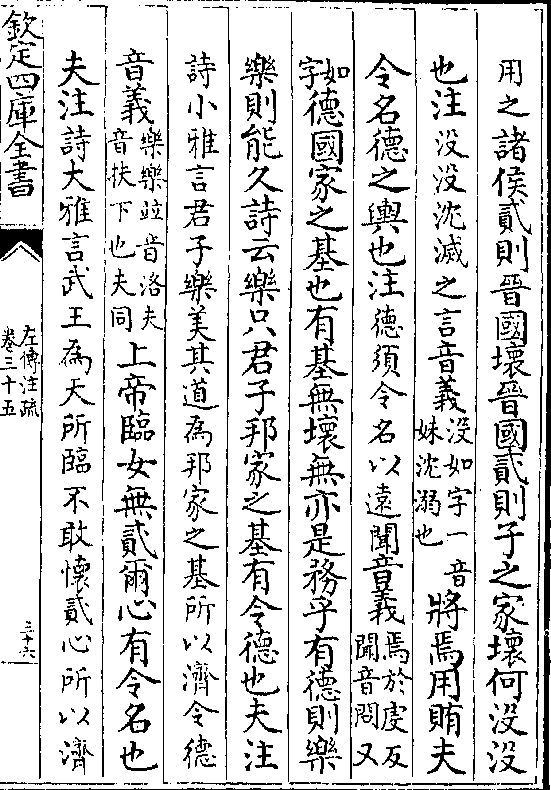 用之諸侯貳則晉國壞晉國貳則子之家壞何没没
也注没没沈滅之言音義没如字一音
妹沈溺也
將焉用賄夫
令名德之輿也注德須令名以遠聞音義焉於䖍反
聞音問又
如
字德國家之基也有基無壞無亦是務乎有德則樂
樂則能久詩云樂只君子邦家之基有令德也夫注
詩小雅言君子樂美其道為邦家之基所以濟令德
音義樂樂竝音洛夫
音扶下也夫同
上帝臨女無貳爾心有令名也
夫注詩大雅言武王為天所臨不敢懷貳心所以濟
欽定四庫全書
左傳注疏
卷三十五
三十六